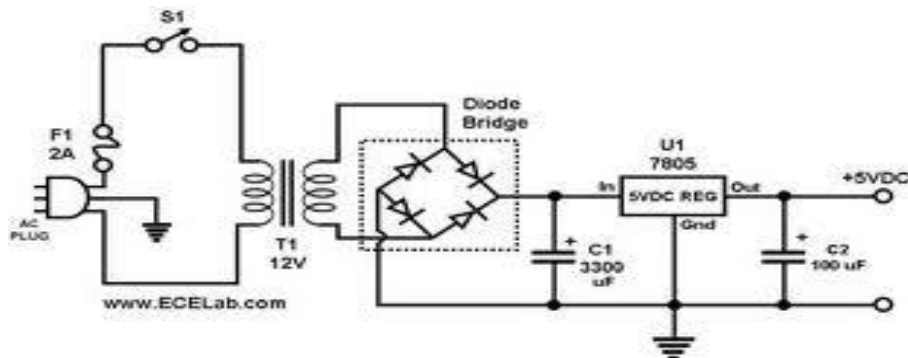 S1
F1
2A
AC
PLUG
T1
12V
Diode
Bridge
U1
7805
In
5VDC REG
Out
Gnd
+5VDC
+
C1
3300
uF
+
C2
100 uF
www.ECELab.com